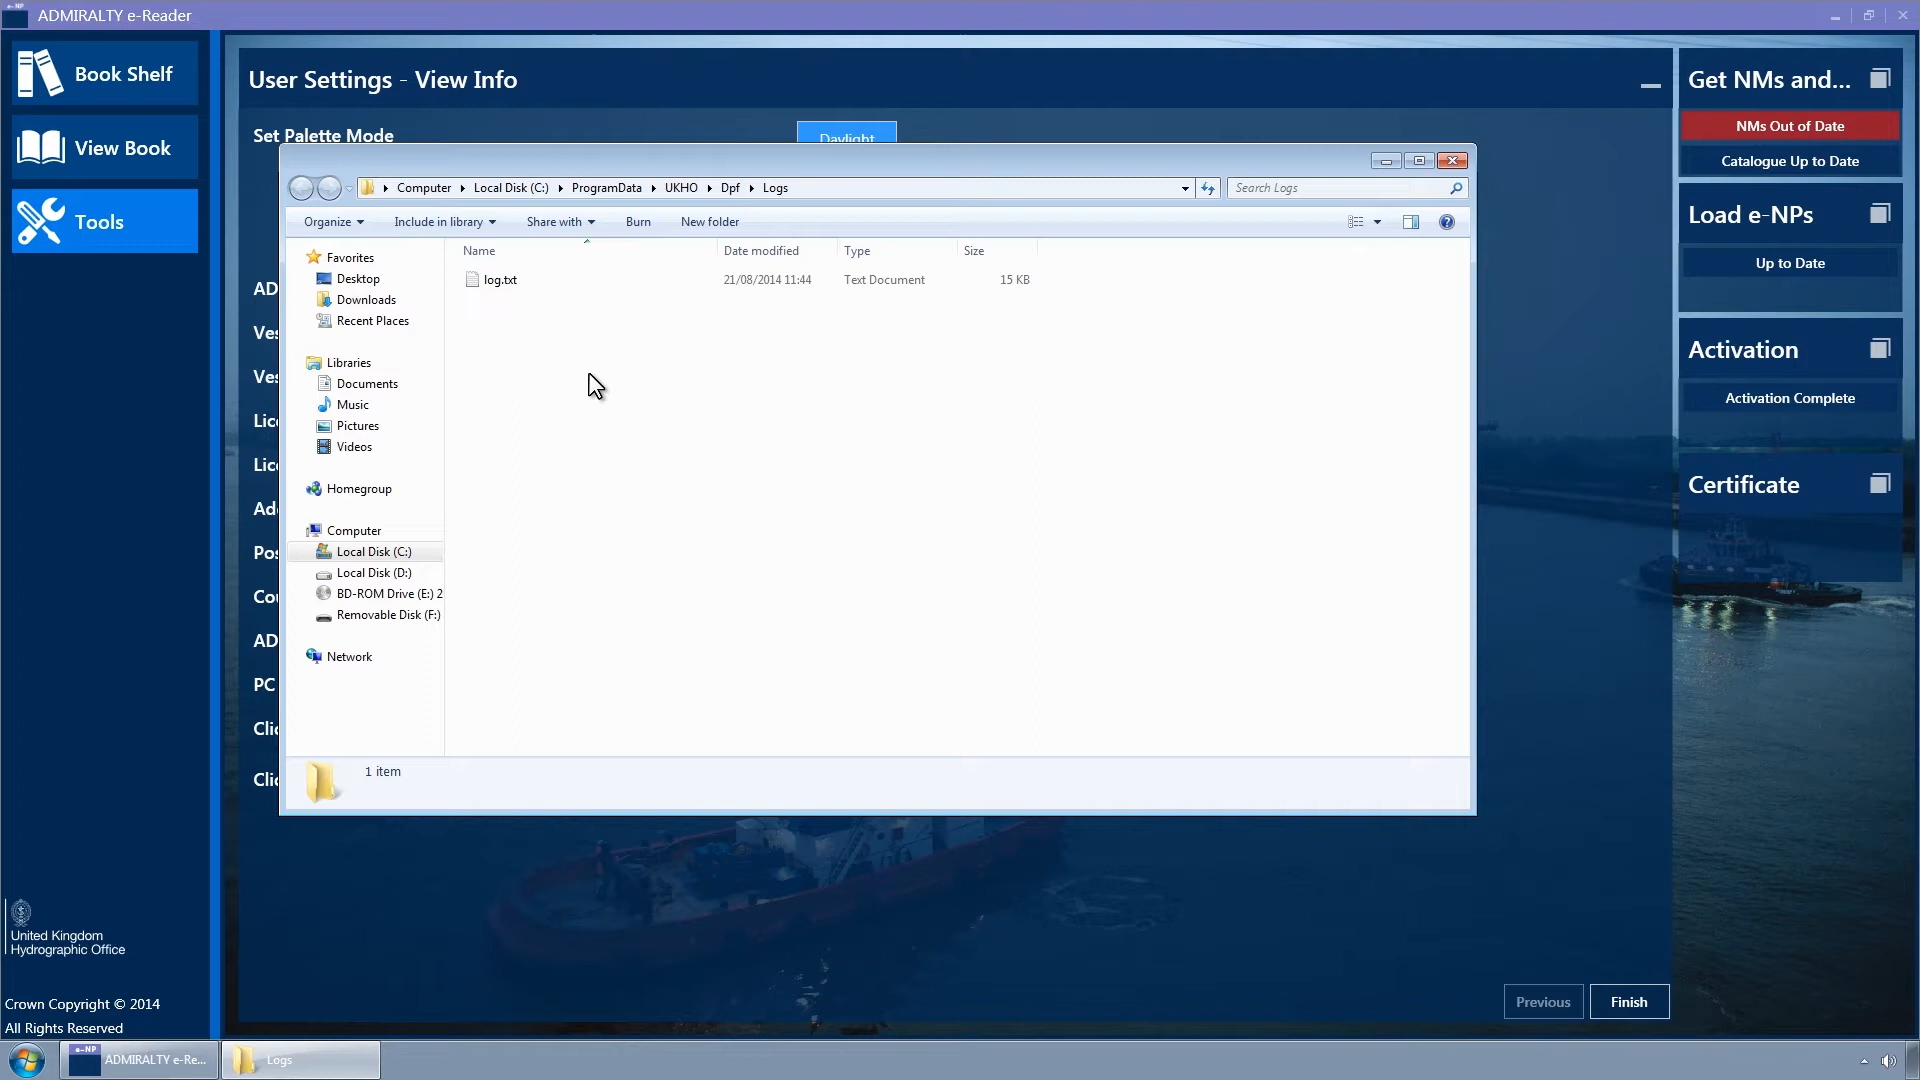 e-NP
ADMIRALTY e-Reader
Book Shelf
View Book
Tools
United Kingdom
Hydrographic Office
Crown Copyright © 2014
All Rights Reserved
User Settings - View Info
Set Palette Mode
Daylight
AD
Ves
Ves
Lic
Lic
Add
Pos
Cou
AD
PC
Clic
Clic
Computer
Local Disk (C:)
ProgramData
UKHO
Dpf
Logs
Search Logs
Organize
Include in library
Share with
Burn
New folder
Favorites
Desktop
Downloads
Recent Places
Libraries
Documents
Music
Pictures
Videos
Homegroup
Computer
Local Disk (C:)
Local Disk (D:)
BD-ROM Drive (E:) 2
Removable Disk (F:)
Network
Name Date modified Type Size
log.txt 21/08/2014 11:44 Text Document 15 KB
1 item
Previous
Finish
Get NMs and...
NMs Out of Date
Catalogue Up to Date
Load e-NPs
Up to Date
Activation
Activation Complete
Certificate
e-NP
ADMIRALTY e-Re...
Logs